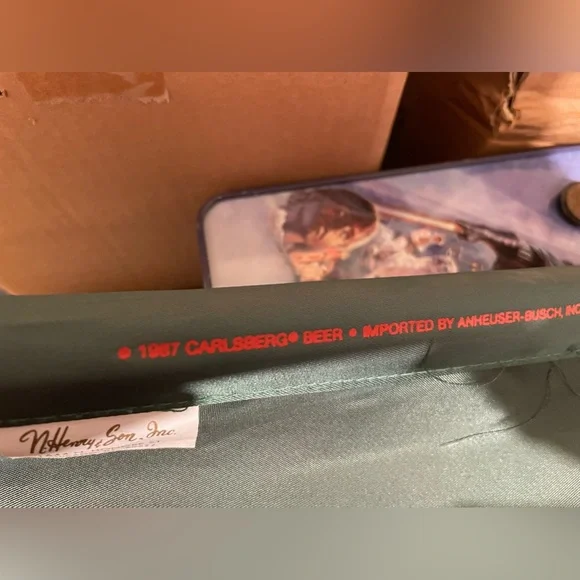 ● 1987 CARLSBERG® BEER ● IMPORTED BY ANHEUSER-BUSCH, INC
N. Henry & Son, Inc.